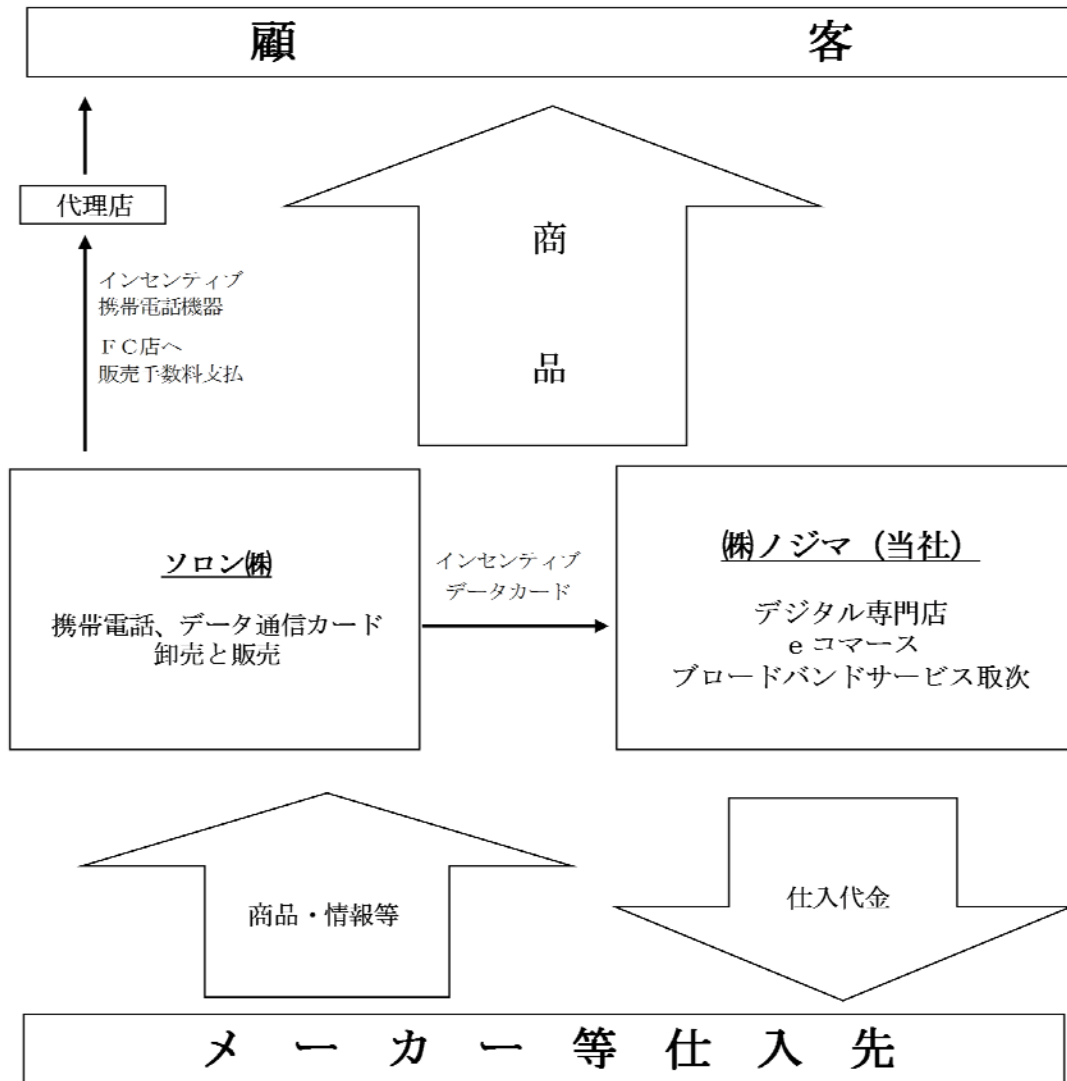 顧客
代理店
インセンティブ
携帯電話機器
ＦＣ店へ
販売手数料支払
商
品
ソロン㈱
携帯電話、データ通信カード
卸売と販売
インセンティブ
データカード
㈱ノジマ（当社）
デジタル専門店
ｅコマース
ブロードバンドサービス取次
商品・情報等
仕入代金
メーカー等仕入先